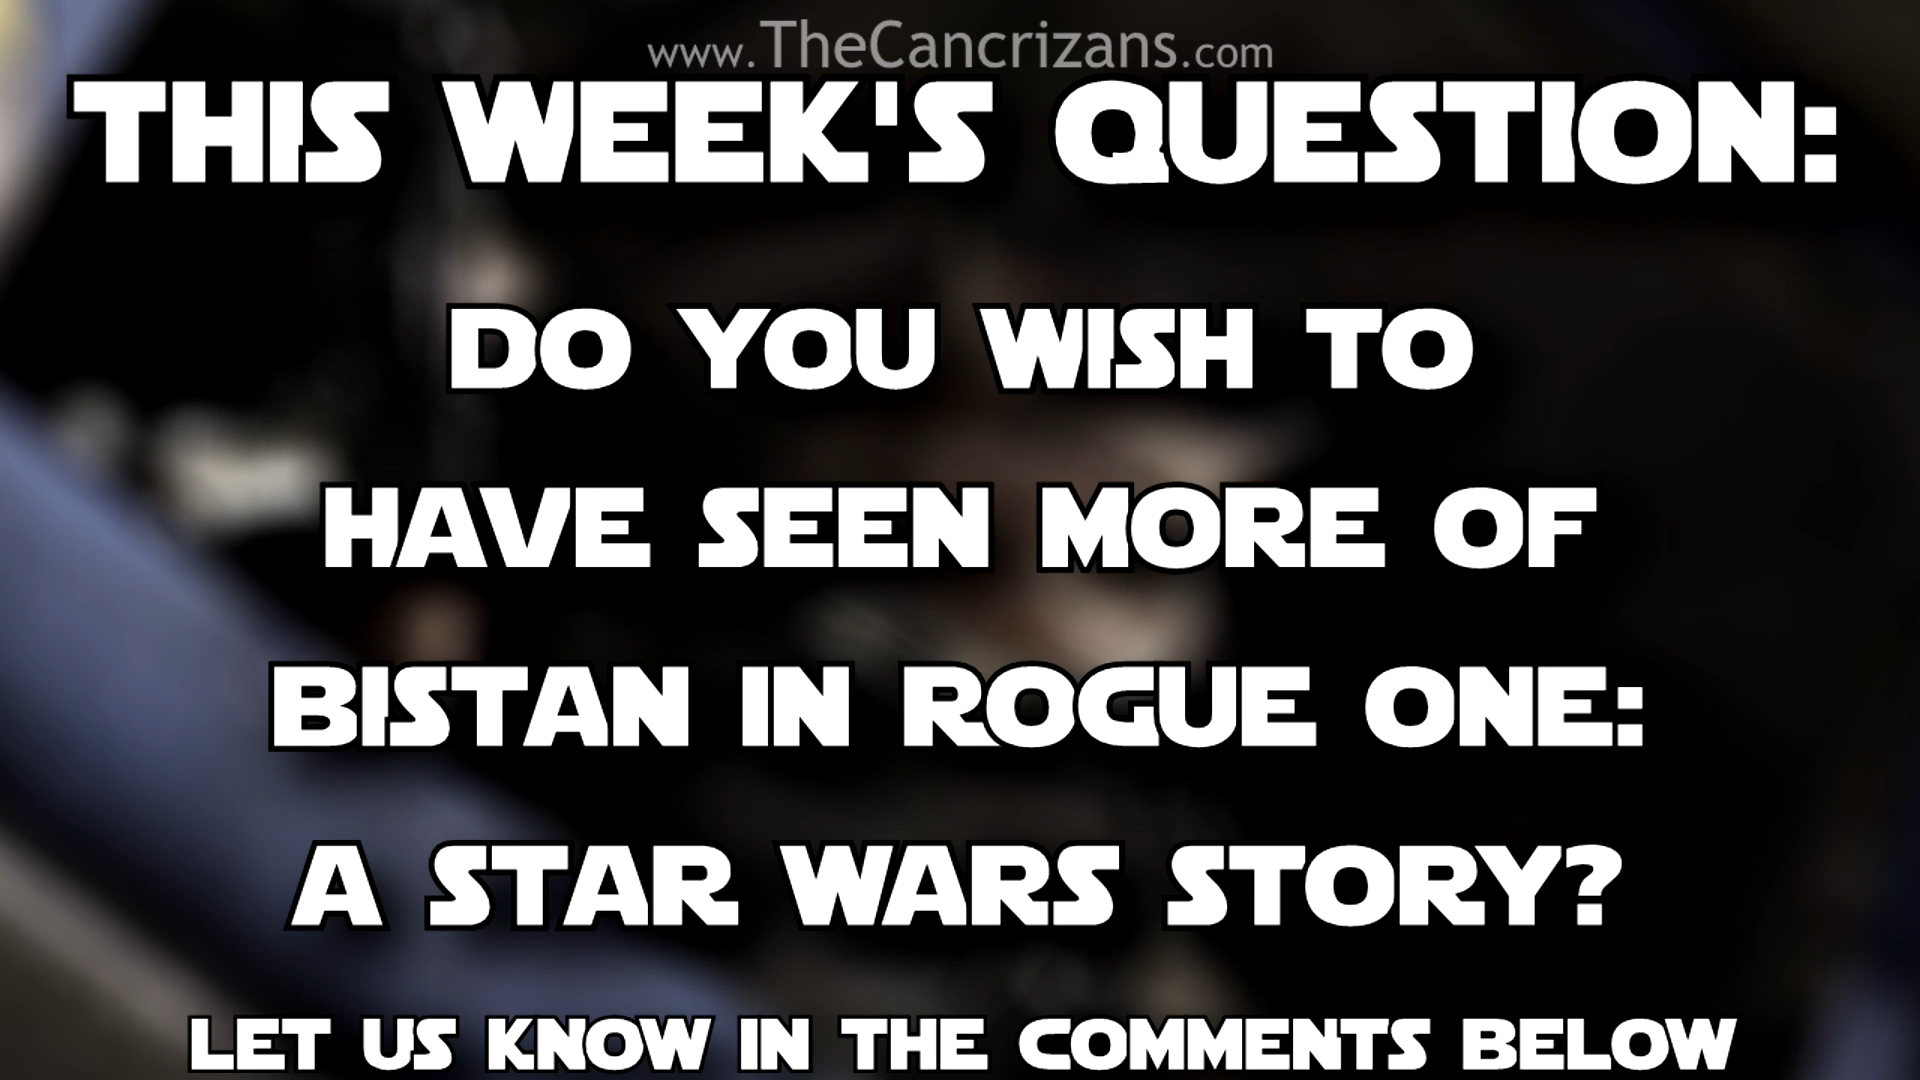 www.TheCancrizans.com
THIS WEEK'S QUESTION:
DO YOU WISH TO
HAVE SEEN MORE OF
BISTAN IN ROGUE ONE:
A STAR WARS STORY?
LET US KNOW IN THE COMMENTS BELOW